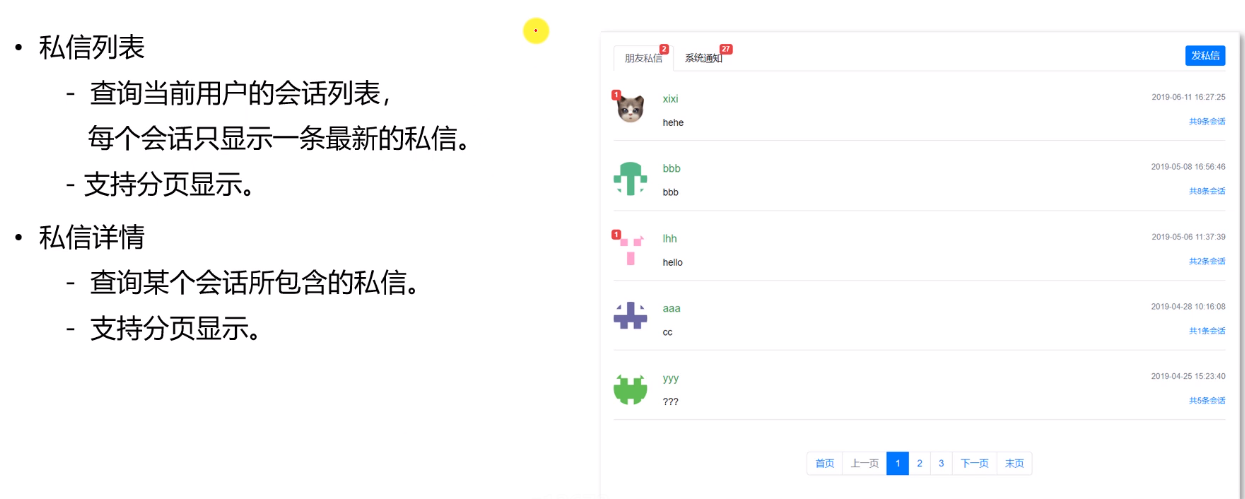 • 私信列表
- 查询当前用户的会话列表，
每个会话只显示一条最新的私信。
- 支持分页显示。
• 私信详情
- 查询某个会话所包含的私信。
- 支持分页显示。
朋友私信 2 系统通知 27 发私信
1 xixi 2019-06-11 16:27:25
hehe 共9条会话
bbb 2019-05-08 16:56:46
bbb 共8条会话
1 lhh 2019-05-06 11:37:39
hello 共2条会话
aaa 2019-04-28 10:16:08
cc 共1条会话
yyy 2019-04-25 15:23:40
??? 共5条会话
首页 上一页 1 2 3 下一页 末页